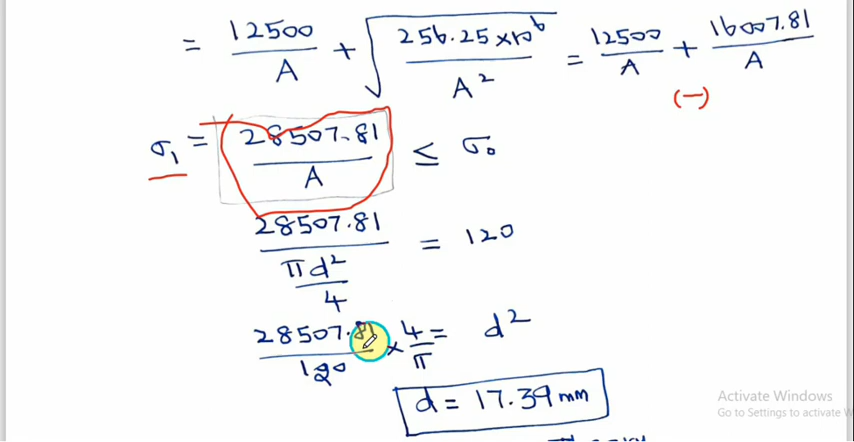 = 12500/A + √(256.25×10⁶/A²) = 12500/A + 16007.81/A
(−)
σ₁ = 28507.81/A ≤ σ₀
28507.81/(πd²/4) = 120
28507.81/120 × 4/π = d²
d = 17.39 mm
Activate Windows
Go to Settings to activate W